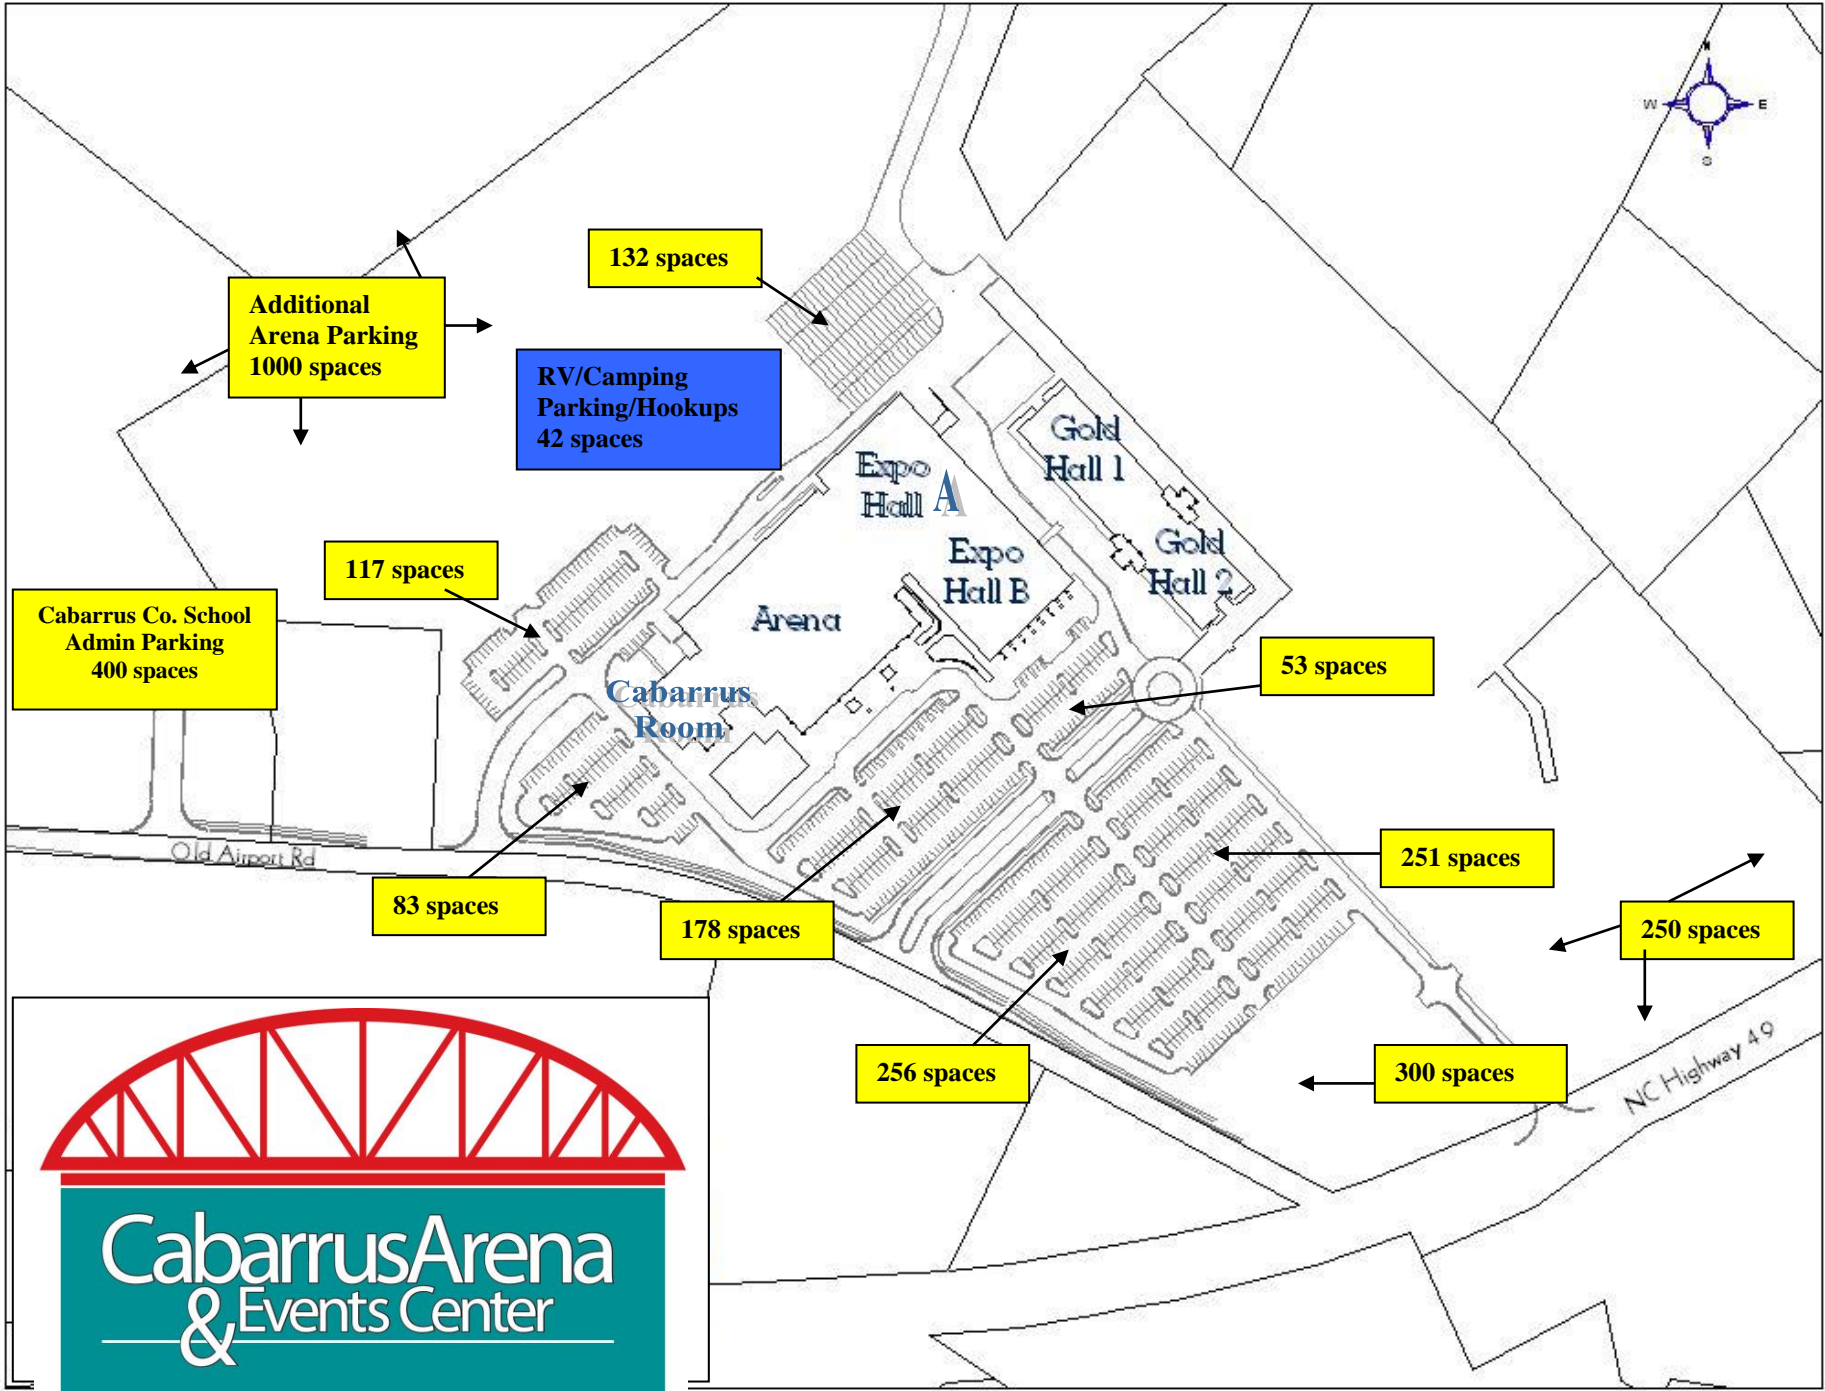 N
W
E
S
132 spaces
Additional
Arena Parking
1000 spaces
RV/Camping
Parking/Hookups
42 spaces
Gold
Hall 1
Expo
Hall A
Gold
Hall 2
Expo
Hall B
117 spaces
Arena
Cabarrus Co. School
Admin Parking
400 spaces
53 spaces
Cabarrus
Room
Old Airport Rd
251 spaces
83 spaces
178 spaces
250 spaces
256 spaces
300 spaces
NC Highway 49
CabarrusArena
& Events Center